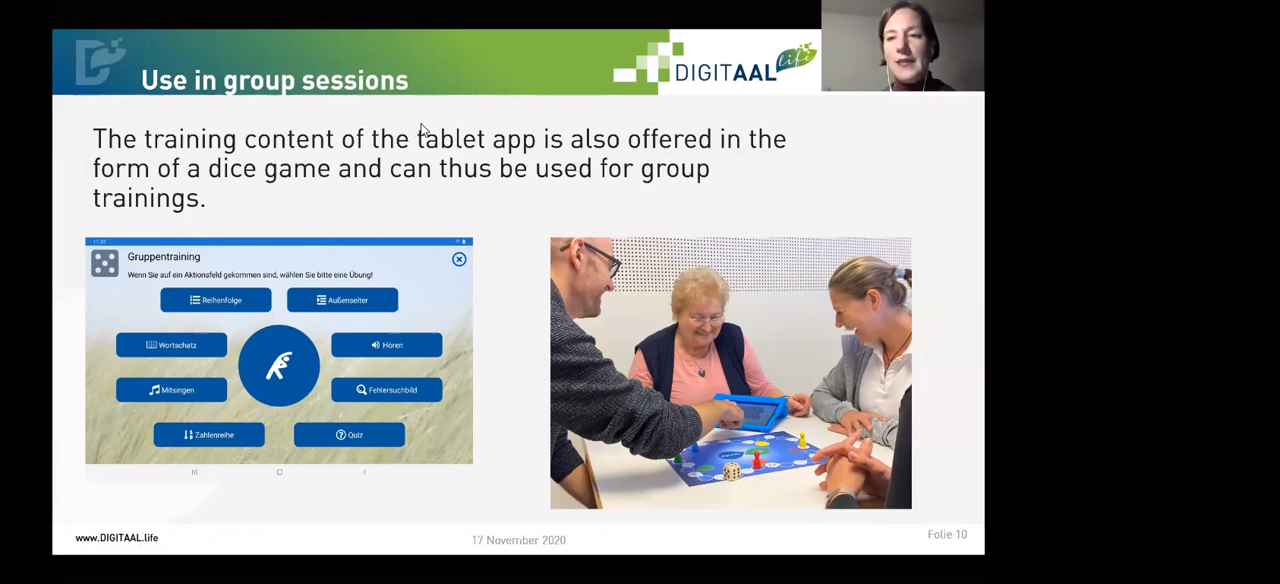 Use in group sessions
DIGITAAL life
The training content of the tablet app is also offered in the
form of a dice game and can thus be used for group
trainings.
Gruppentraining
Wenn Sie auf ein Aktionsfeld gekommen sind, wählen Sie bitte eine Übung!
Reihenfolge
Außenseiter
Wortschatz
Hören
Mitsingen
Fehlersuchbild
Zahlenreihe
Quiz
www.DIGITAAL.life
17 November 2020
Folie 10